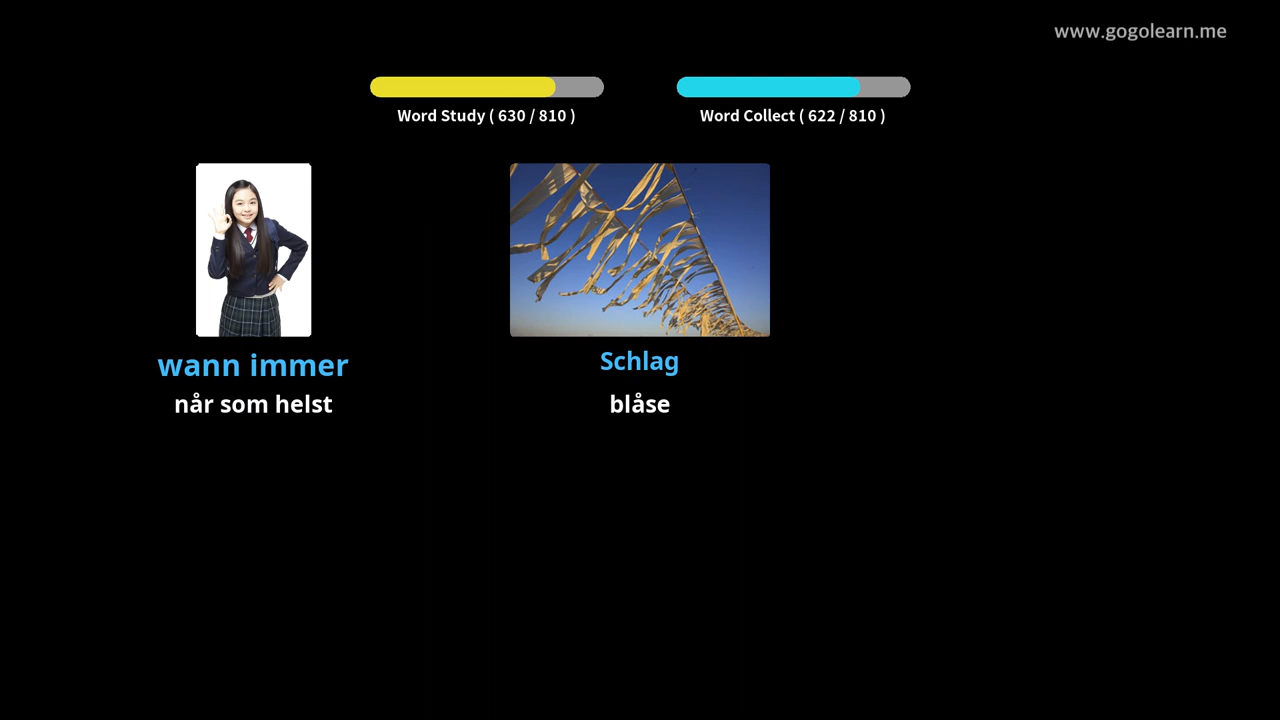 www.gogolearn.me
Word Study ( 630 / 810 )
Word Collect ( 622 / 810 )
wann immer
når som helst
Schlag
blåse